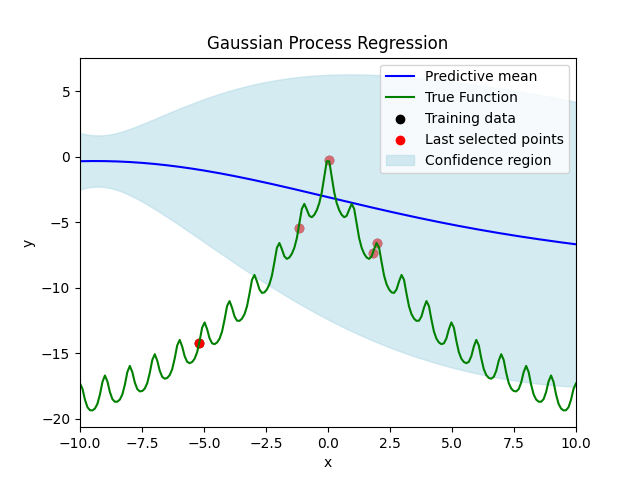 Gaussian Process Regression
Predictive mean
True Function
Training data
Last selected points
Confidence region
y
5
0
−5
−10
−15
−20
−10.0 −7.5 −5.0 −2.5 0.0 2.5 5.0 7.5 10.0
x